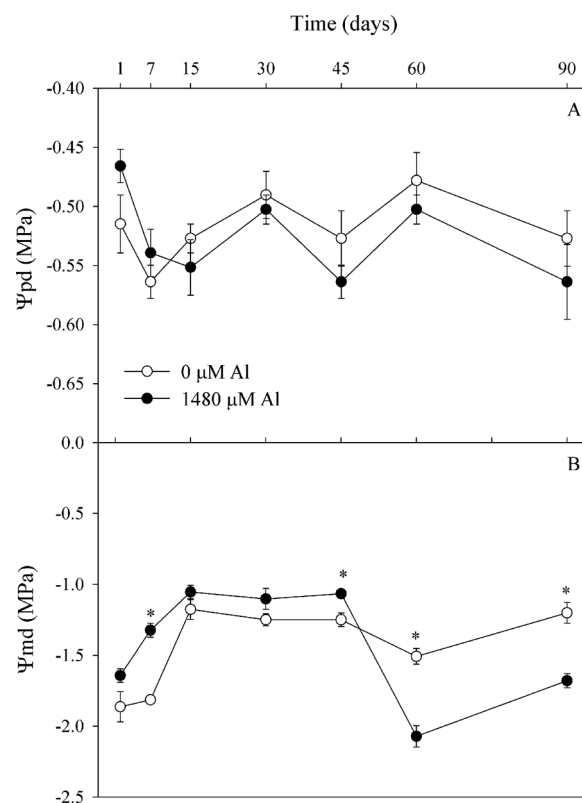 Time (days)
1 7 15 30 45 60 90
-0.40
A
-0.45
-0.50
Ψpd (MPa)
-0.55
-0.60
0 μM Al
-0.65
1480 μM Al
0.0
B
-0.5
* * *
-1.0
*
Ψmd (MPa)
-1.5
-2.0
-2.5